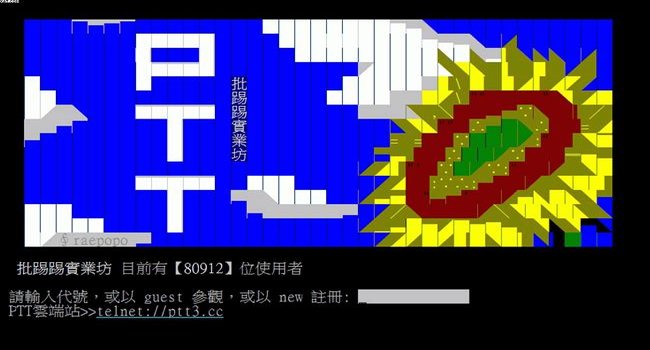 PTT
批踢踢實業坊
raepopo
批踢踢實業坊 目前有【80912】位使用者
請輸入代號，或以 guest 參觀，或以 new 註冊:
PTT雲端站>>telnet://ptt3.cc